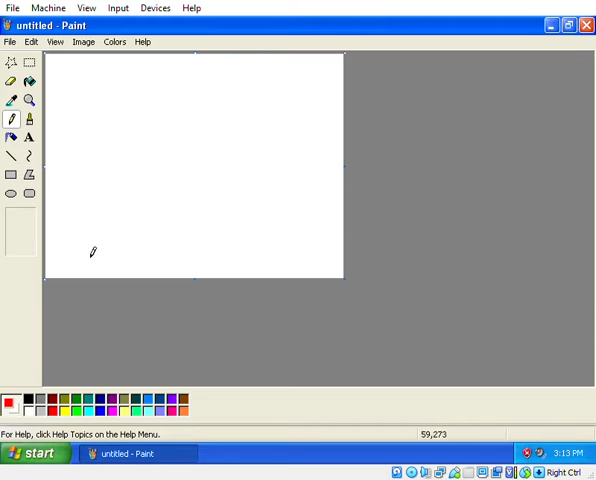 File Machine View Input Devices Help
untitled - Paint
File Edit View Image Colors Help
A
For Help, click Help Topics on the Help Menu.
59,273
start
untitled - Paint
3:13 PM
Right Ctrl